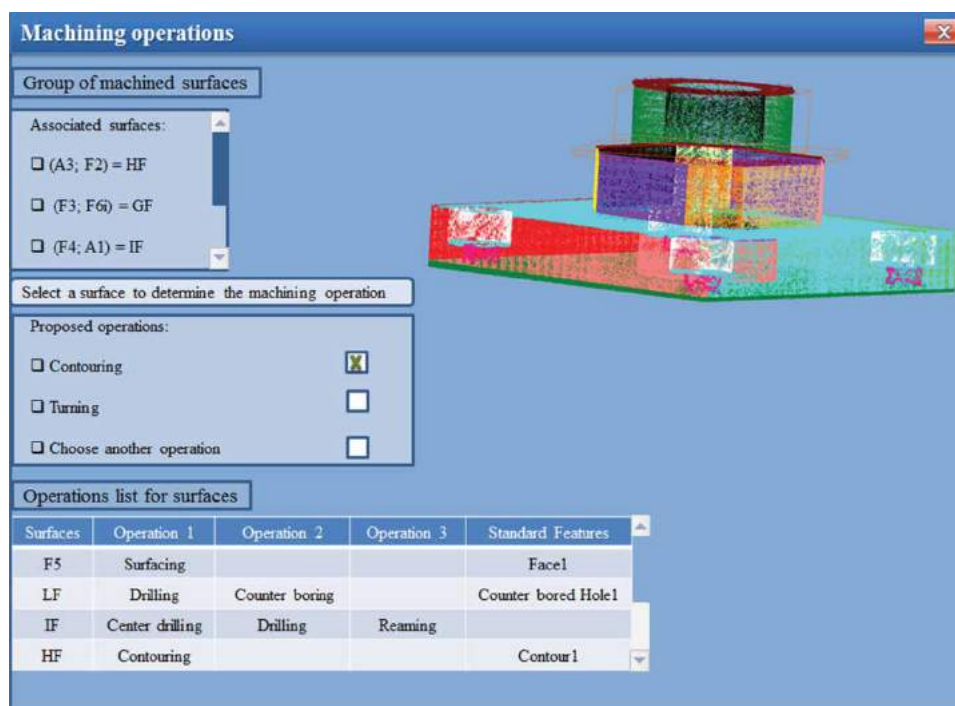 Machining operations
Group of machined surfaces
Associated surfaces:
(A3; F2) = HF
(F3; F6i) = GF
(F4; A1) = IF
Select a surface to determine the machining operation
Proposed operations:
Contouring X
Turning
Choose another operation
Operations list for surfaces
Surfaces Operation 1 Operation 2 Operation 3 Standard Features
F5 Surfacing Face1
LF Drilling Counter boring Counter bored Hole1
IF Center drilling Drilling Reaming
HF Contouring Contour1